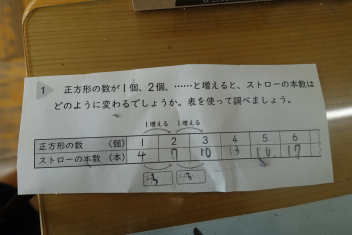 1 正方形の数が1個、2個、……と増えると、ストローの本数は
どのように変わるでしょうか。表を使って調べましょう。
1増える 1増える
正方形の数 (個) 1 2 3 4 5 6
ストローの本数 (本) 4 7 10 13 16 19